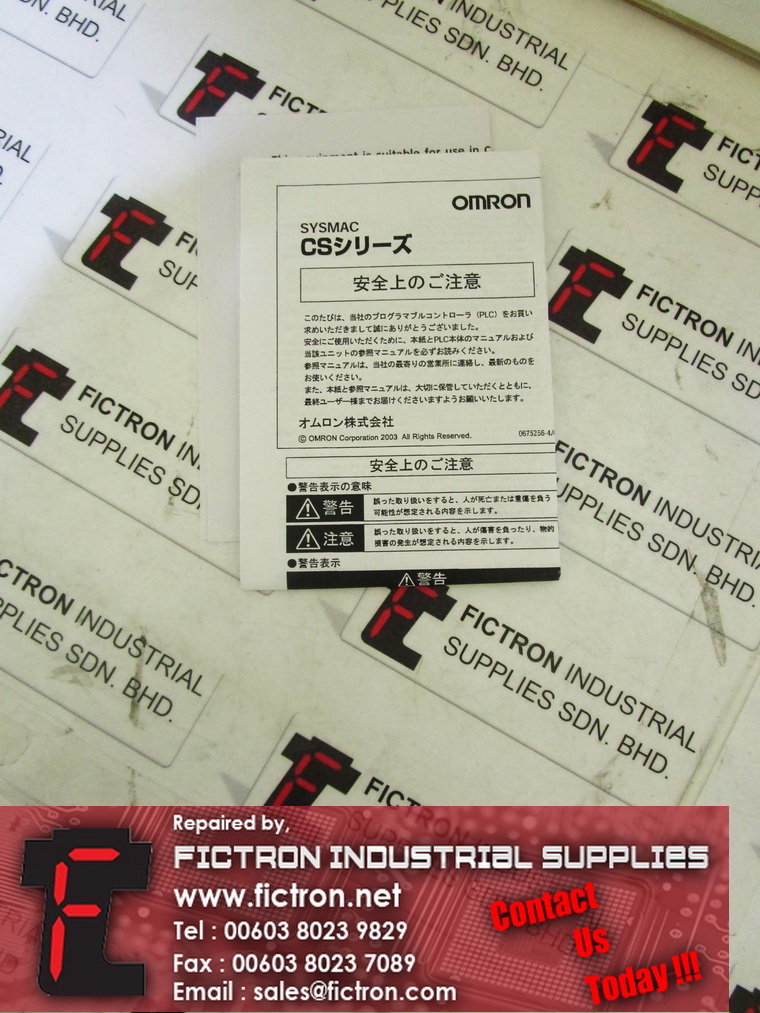 INDUSTRIAL
SUPPLIES SDN. BHD.
BHD.
FICTRON
RIAL
This equipment is suitable for use in C
OMRON
SYSMAC
CSシリーズ
安全上のご注意
このたびは、当社のプログラマブルコントローラ（PLC）をお買い
求めいただきまして誠にありがとうございました。
安全にご使用いただくために、本紙とPLC本体のマニュアルおよび
当該ユニットの参照マニュアルを必ずお読みください。
参照マニュアルは、当社の最寄りの営業所に連絡し、最新のものを
お使いください。
また、本紙と参照マニュアルは、大切に保管していただくとともに、
最終ユーザー様までお届けくださいますようお願いいたします。
オムロン株式会社
© OMRON Corporation 2003 All Rights Reserved.
0675256-4A
安全上のご注意
●警告表示の意味
警告
誤った取り扱いをすると、人が死亡または重傷を負う
可能性が想定される内容を示します。
注意
誤った取り扱いをすると、人が傷害を負ったり、物的
損害の発生が想定される内容を示します。
●警告表示
警告
FICTRON IN
SUPPLIES SD
FICTRON IN
SUPPLIES SD
FICTRON INDUSTRIA
SUPPLIES SDN. BHD.
CTRON INDUSTRIAL
PPLIES SDN. BHD.
FICTRON INDUSTRIAL
SUPPLIES SDN. BHD.
Repaired by,
FICTRON INDUSTRIAL SUPPLIES
www.fictron.net
Tel : 00603 8023 9829
Fax : 00603 8023 7089
Email : sales@fictron.com
Contact
Us
Today !!!